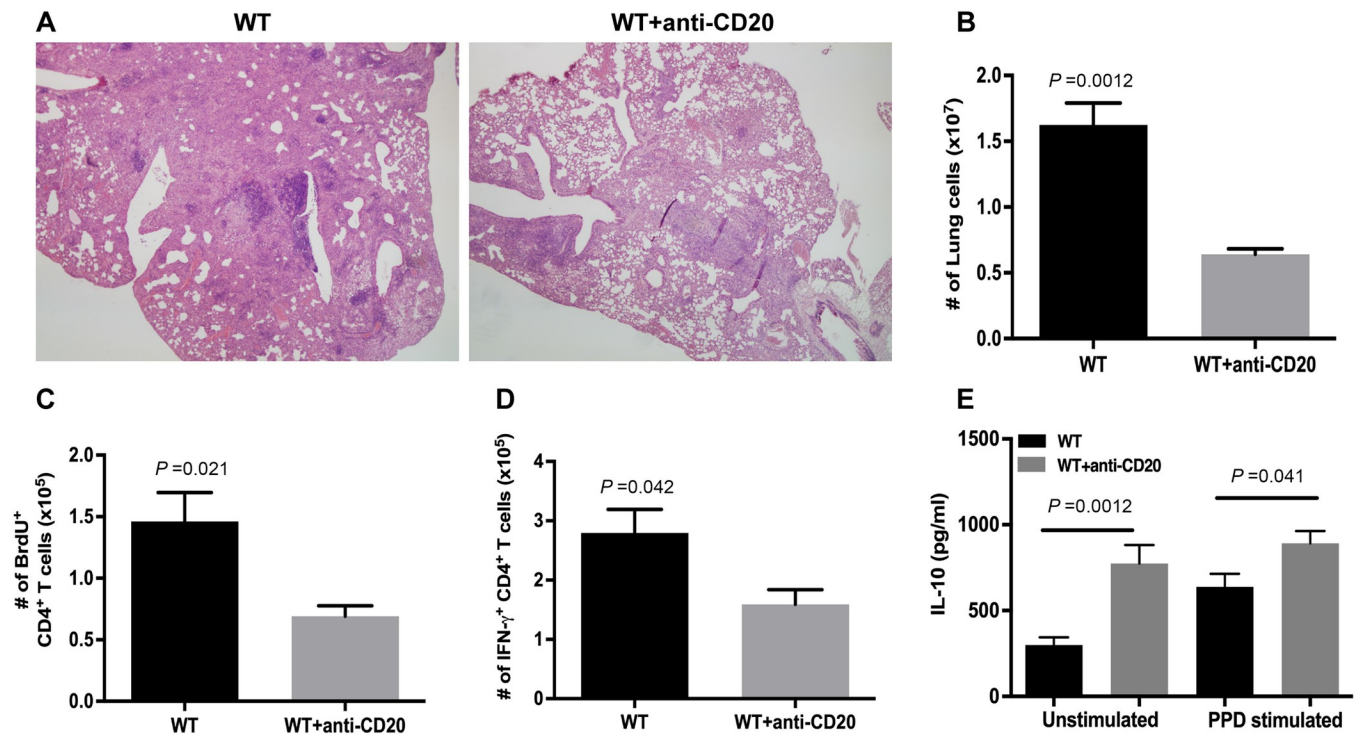 A
WT
WT+anti-CD20
B
# of Lung cells (x10⁷)
2.0
1.5
1.0
0.5
0.0
P =0.0012
WT
WT+anti-CD20
C
# of BrdU⁺
CD4⁺ T cells (x10⁵)
2.0
1.5
1.0
0.5
0.0
P =0.021
WT
WT+anti-CD20
D
# of IFN-γ⁺ CD4⁺ T cells (x10⁵)
4
3
2
1
0
P =0.042
WT
WT+anti-CD20
E
IL-10 (pg/ml)
1500
1000
500
0
WT
WT+anti-CD20
P =0.0012
P =0.041
Unstimulated
PPD stimulated